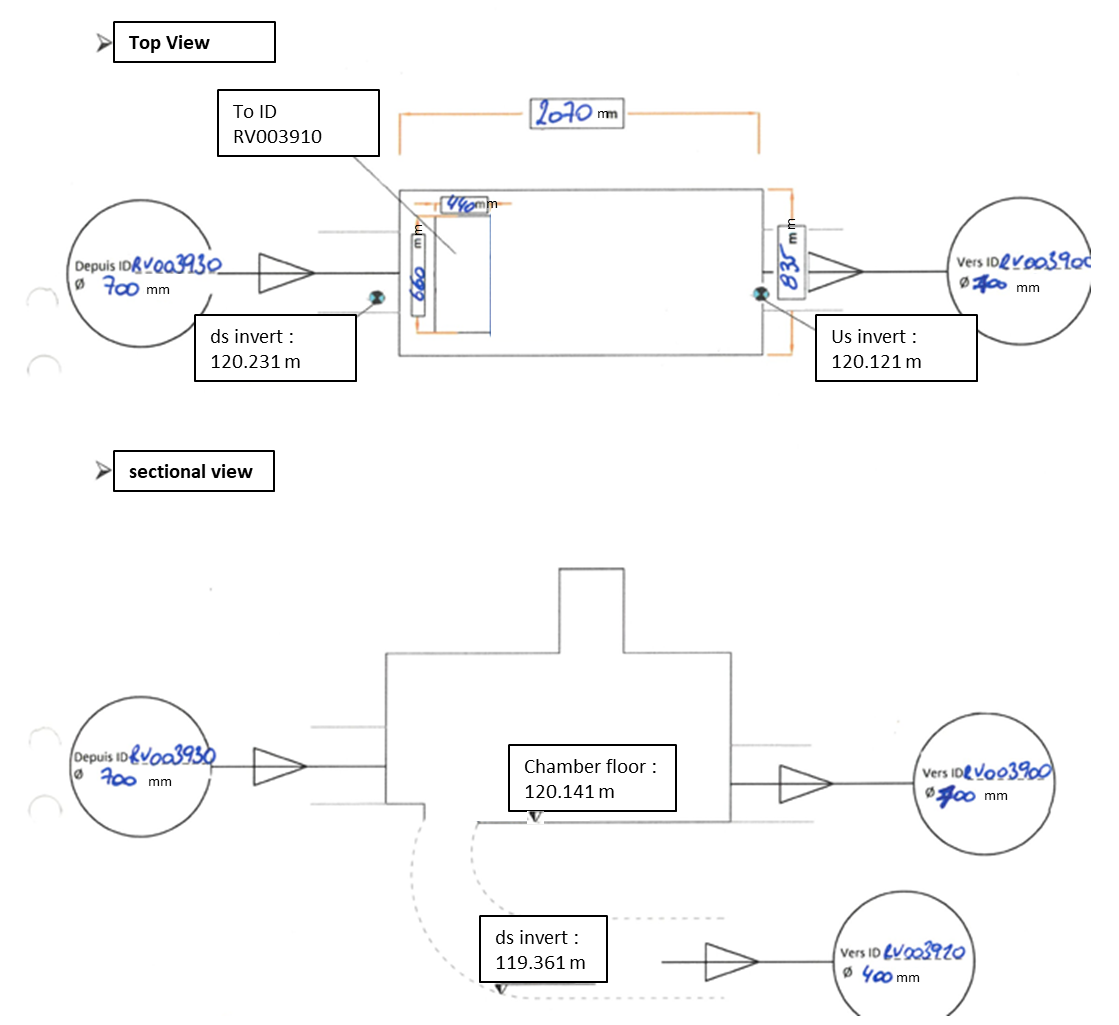 Top View
To ID
RV003910
2070 mm
440 mm
660 mm
835 mm
Depuis ID RV003930
Ø 700 mm
Vers ID RV003900
Ø 700 mm
ds invert :
120.231 m
Us invert :
120.121 m
sectional view
Depuis ID RV003930
Ø 700 mm
Chamber floor :
120.141 m
Vers ID RV003900
Ø 700 mm
ds invert :
119.361 m
Vers ID RV003910
Ø 400 mm